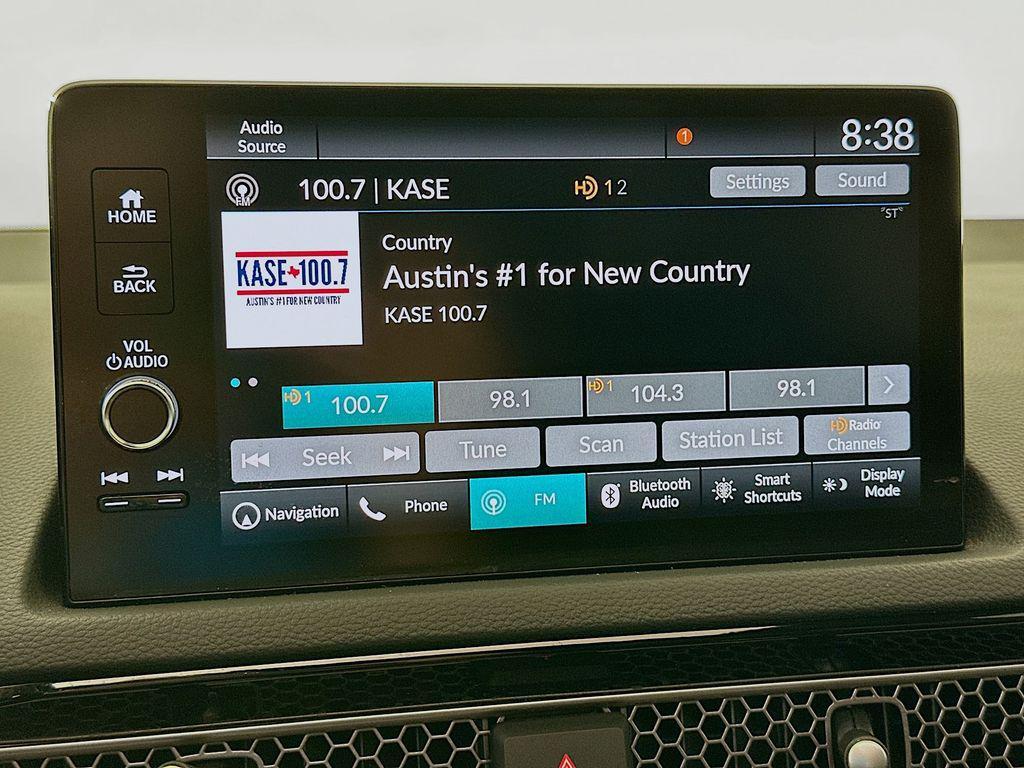 Audio
Source
1
8:38
HOME
BACK
VOL
AUDIO
FM
100.7 | KASE
HD 1 2
Settings
Sound
"ST"
KASE 100.7
AUSTIN'S #1 FOR NEW COUNTRY
Country
Austin's #1 for New Country
KASE 100.7
HD 1
100.7
98.1
HD 1
104.3
98.1
Seek
Tune
Scan
Station List
HD Radio
Channels
Navigation
Phone
FM
Bluetooth
Audio
Smart
Shortcuts
Display
Mode